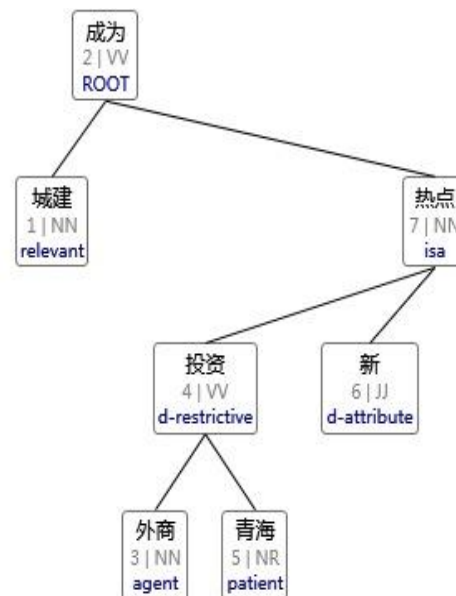 成为
2 | VV
ROOT
城建
1 | NN
relevant
热点
7 | NN
isa
投资
4 | VV
d-restrictive
新
6 | JJ
d-attribute
外商
3 | NN
agent
青海
5 | NR
patient